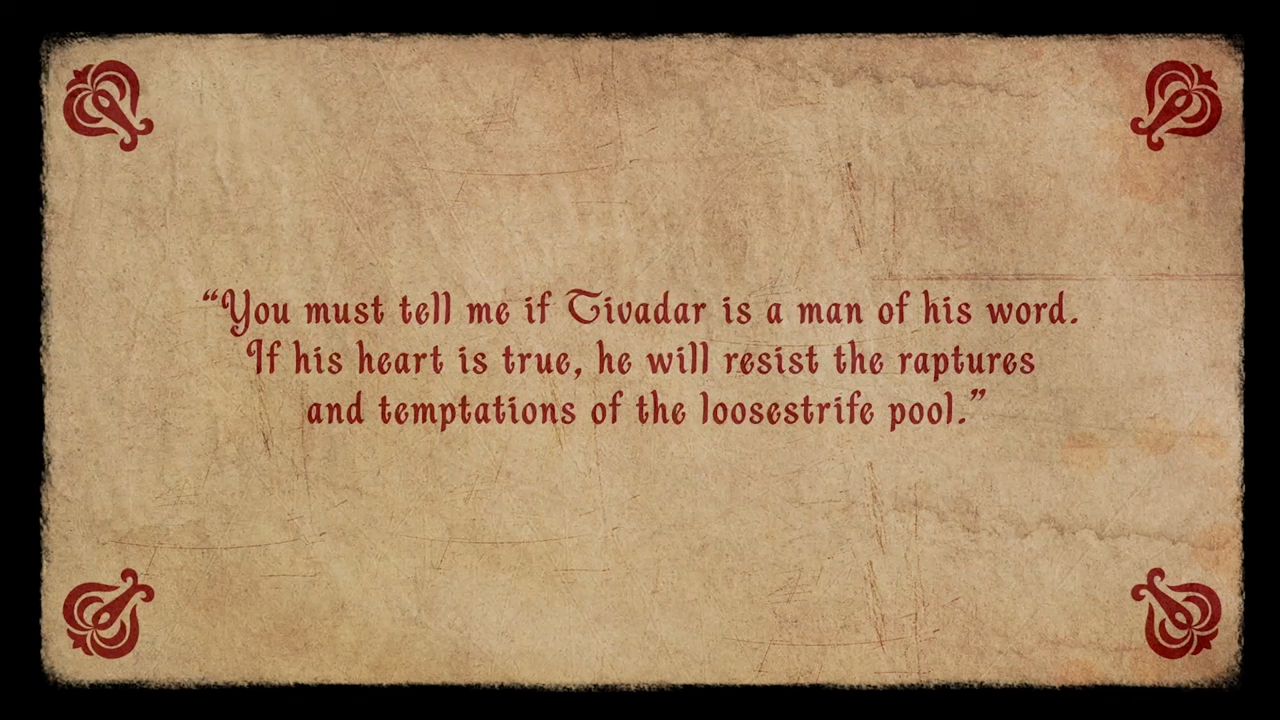 “You must tell me if Tivadar is a man of his word.
If his heart is true, he will resist the raptures
and temptations of the loosestrife pool.”